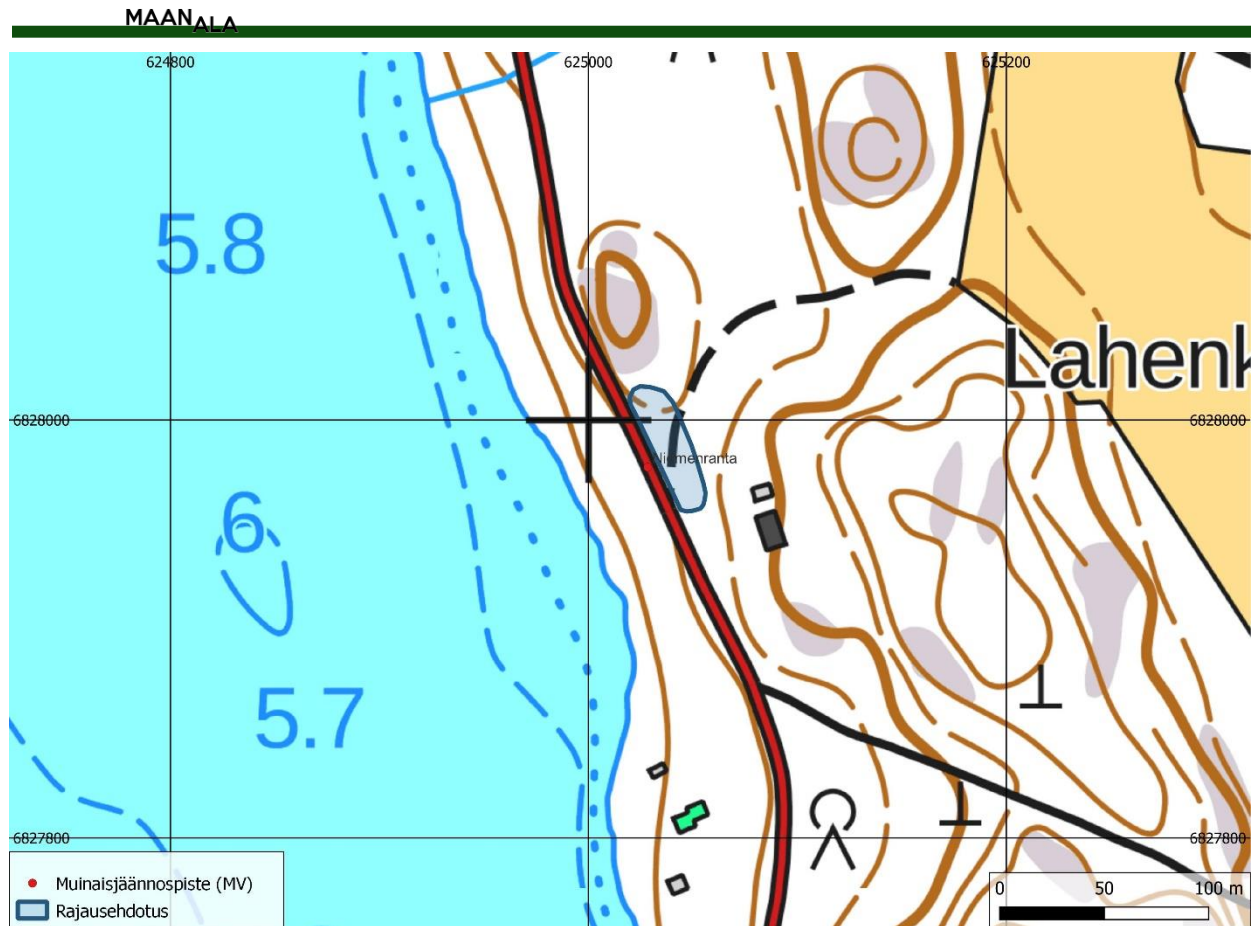 MAANALA
624800
625000
625200
5.8
Lahenk
6828000
6828000
Niemenranta
6
5.7
6827800
6827800
Muinaisjäännospiste (MV)
Rajausehdotus
0 50 100 m